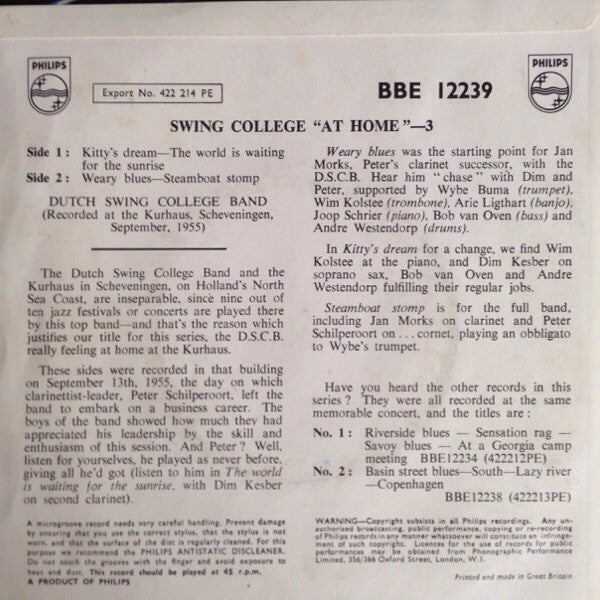 PHILIPS
Export No. 422 214 PE
BBE 12239
PHILIPS
SWING COLLEGE "AT HOME"—3
Side 1: Kitty's dream—The world is waiting
for the sunrise
Side 2: Weary blues—Steamboat stomp
DUTCH SWING COLLEGE BAND
(Recorded at the Kurhaus, Scheveningen,
September, 1955)
The Dutch Swing College Band and the
Kurhaus in Scheveningen, on Holland's North
Sea Coast, are inseparable, since nine out of
ten jazz festivals or concerts are played there
by this top band—and that's the reason which
justifies our title for this series, the D.S.C.B.
really feeling at home at the Kurhaus.
These sides were recorded in that building
on September 13th, 1955, the day on which
clarinettist-leader, Peter Schilperoort, left the
band to embark on a business career. The
boys of the band showed how much they had
appreciated his leadership by the skill and
enthusiasm of this session. And Peter? Well,
listen for yourselves, he played as never before,
giving all he'd got (listen to him in The world
is waiting for the sunrise, with Dim Kesber
on second clarinet).
A microgroove record needs very careful handling. Prevent damage
by ensuring that you use the correct stylus, that the stylus is not
worn, and that the surface of the disc is regularly cleaned. For this
purpose we recommend the PHILIPS ANTISTATIC DISCLEANER.
Do not touch the grooves with the finger and avoid exposure to
heat and dust. This record should be played at 45 r.p.m.
A PRODUCT OF PHILIPS
Weary blues was the starting point for Jan
Morks, Peter's clarinet successor, with the
D.S.C.B. Hear him "chase" with Dim and
Peter, supported by Wybe Buma (trumpet),
Wim Kolstee (trombone), Arie Ligthart (banjo),
Joop Schrier (piano), Bob van Oven (bass) and
Andre Westendorp (drums).
In Kitty's dream for a change, we find Wim
Kolstee at the piano, and Dim Kesber on
soprano sax, Bob van Oven and Andre
Westendorp fulfilling their regular jobs.
Steamboat stomp is for the full band,
including Jan Morks on clarinet and Peter
Schilperoort on . . . cornet, playing an obbligato
to Wybe's trumpet.
Have you heard the other records in this
series? They were all recorded at the same
memorable concert, and the titles are :
No. 1: Riverside blues — Sensation rag —
Savoy blues — At a Georgia camp
meeting BBE12234 (422212PE)
No. 2: Basin street blues—South—Lazy river
—Copenhagen
BBE12238 (422213PE)
WARNING—Copyright subsists in all Philips recordings. Any un-
authorised broadcasting, public performance, copying or re-recording
of Philips records in any manner whatsoever will constitute an infringe-
ment of such copyright. Licences for the use of records for public
performances may be obtained from Phonographic Performance
Limited, 356/366 Oxford Street, London, W.1.
Printed and made in Great Britain